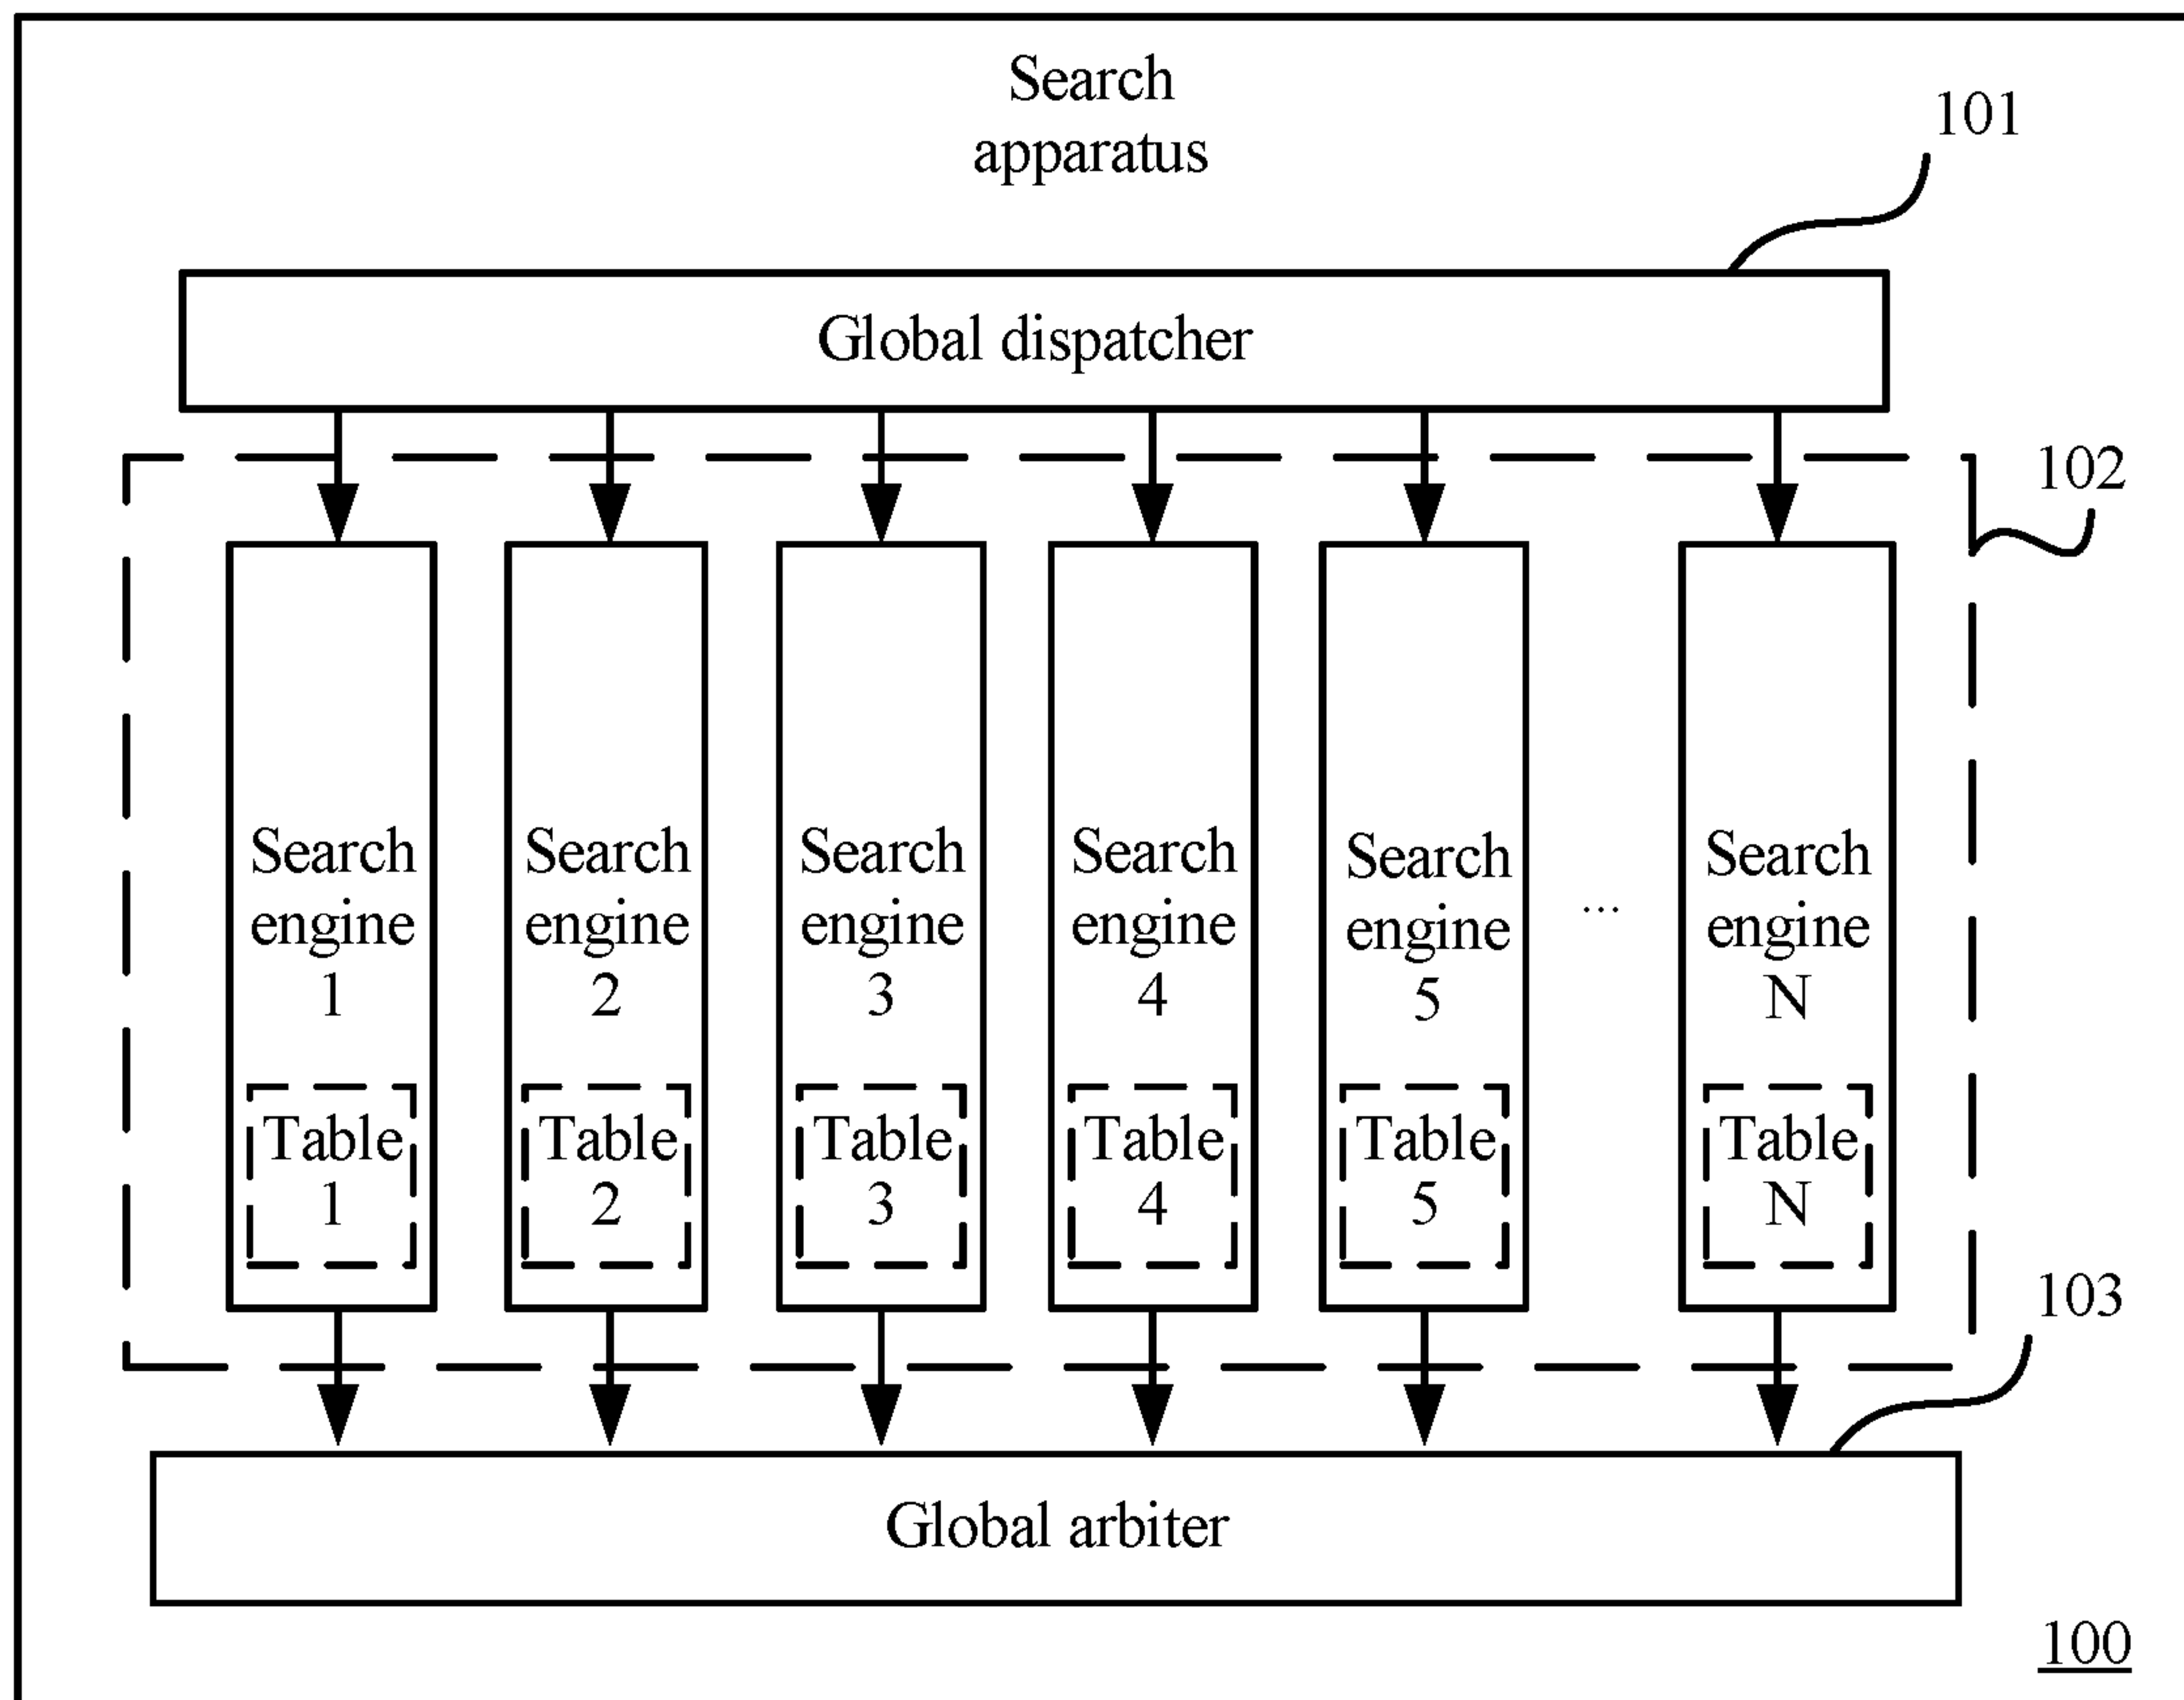 Search
apparatus
101
Global dispatcher
102
Search
engine
1
Table
1
Search
engine
2
Table
2
Search
engine
3
Table
3
Search
engine
4
Table
4
Search
engine
5
Table
5
...
Search
engine
N
Table
N
103
Global arbiter
100